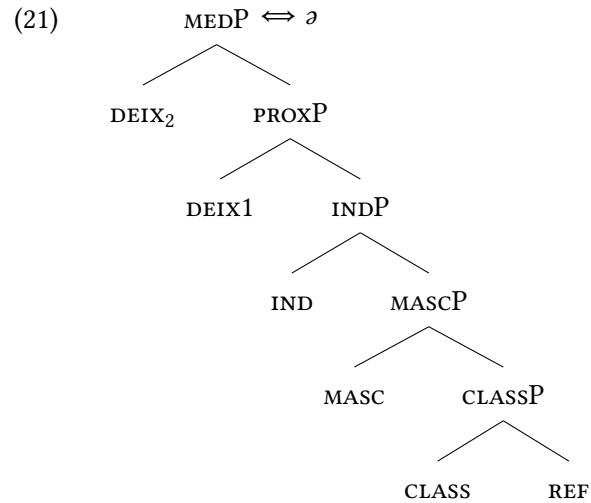 (21) MEDP ⇔ ə
DEIX₂ PROXP
DEIX1 INDP
IND MASCP
MASC CLASSP
CLASS REF